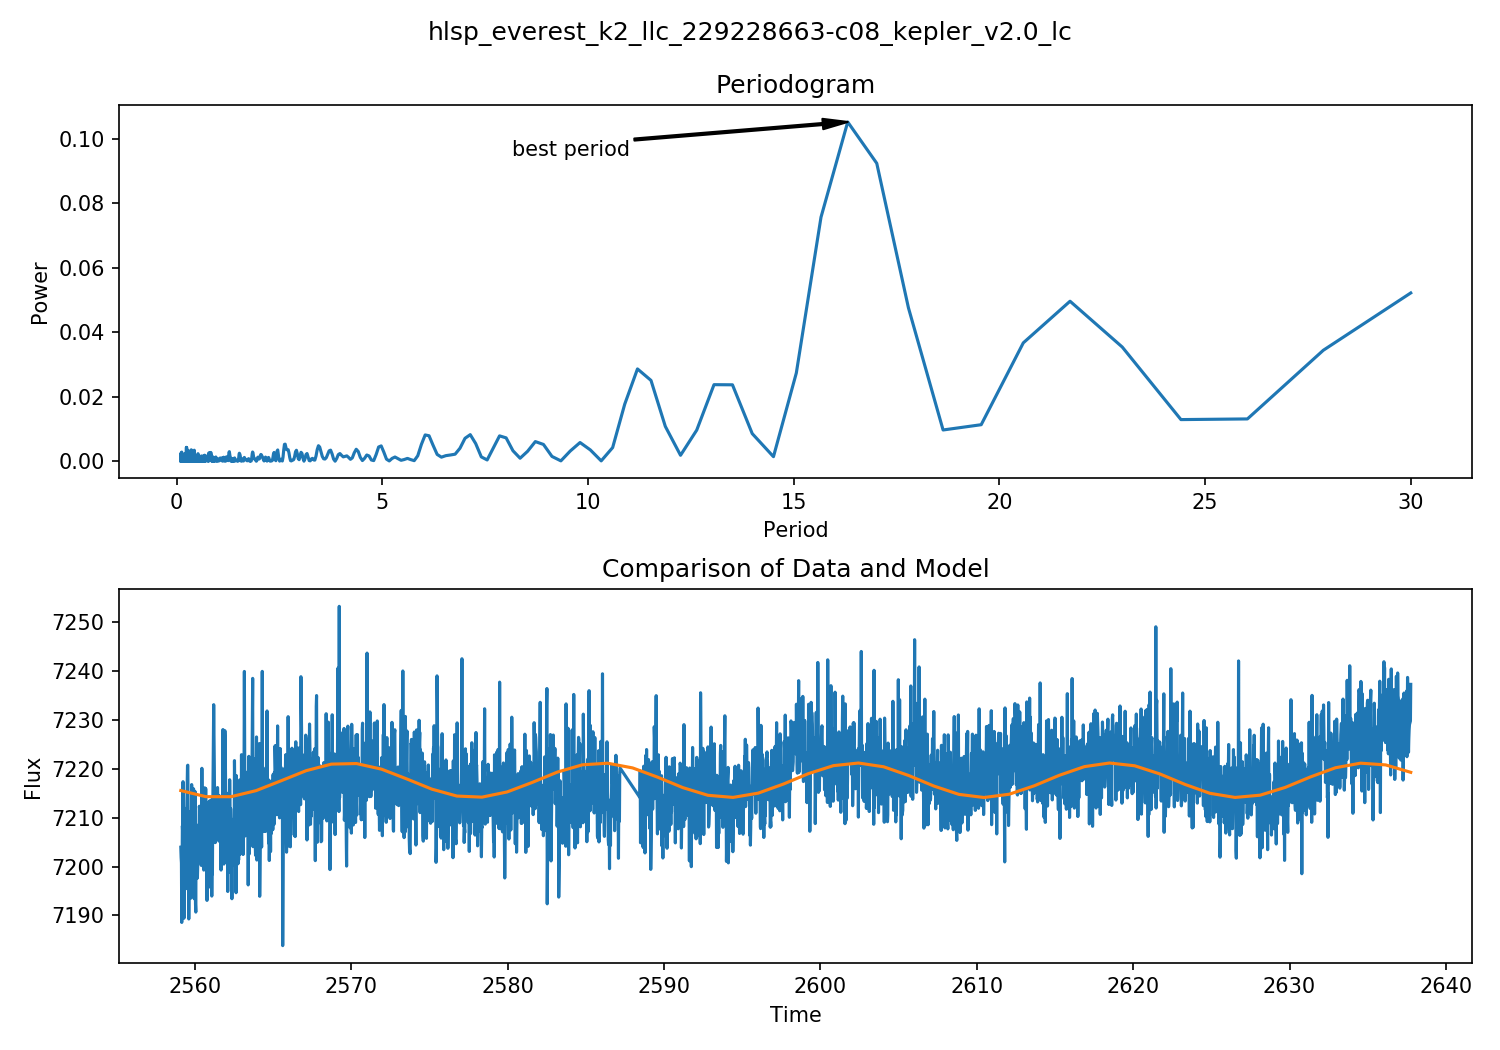 hlsp_everest_k2_llc_229228663-c08_kepler_v2.0_lc
Periodogram
0.10
0.08
0.06
0.04
0.02
0.00
Power
best period
0 5 10 15 20 25 30
Period
Comparison of Data and Model
7250
7240
7230
7220
7210
7200
7190
Flux
2560 2570 2580 2590 2600 2610 2620 2630 2640
Time